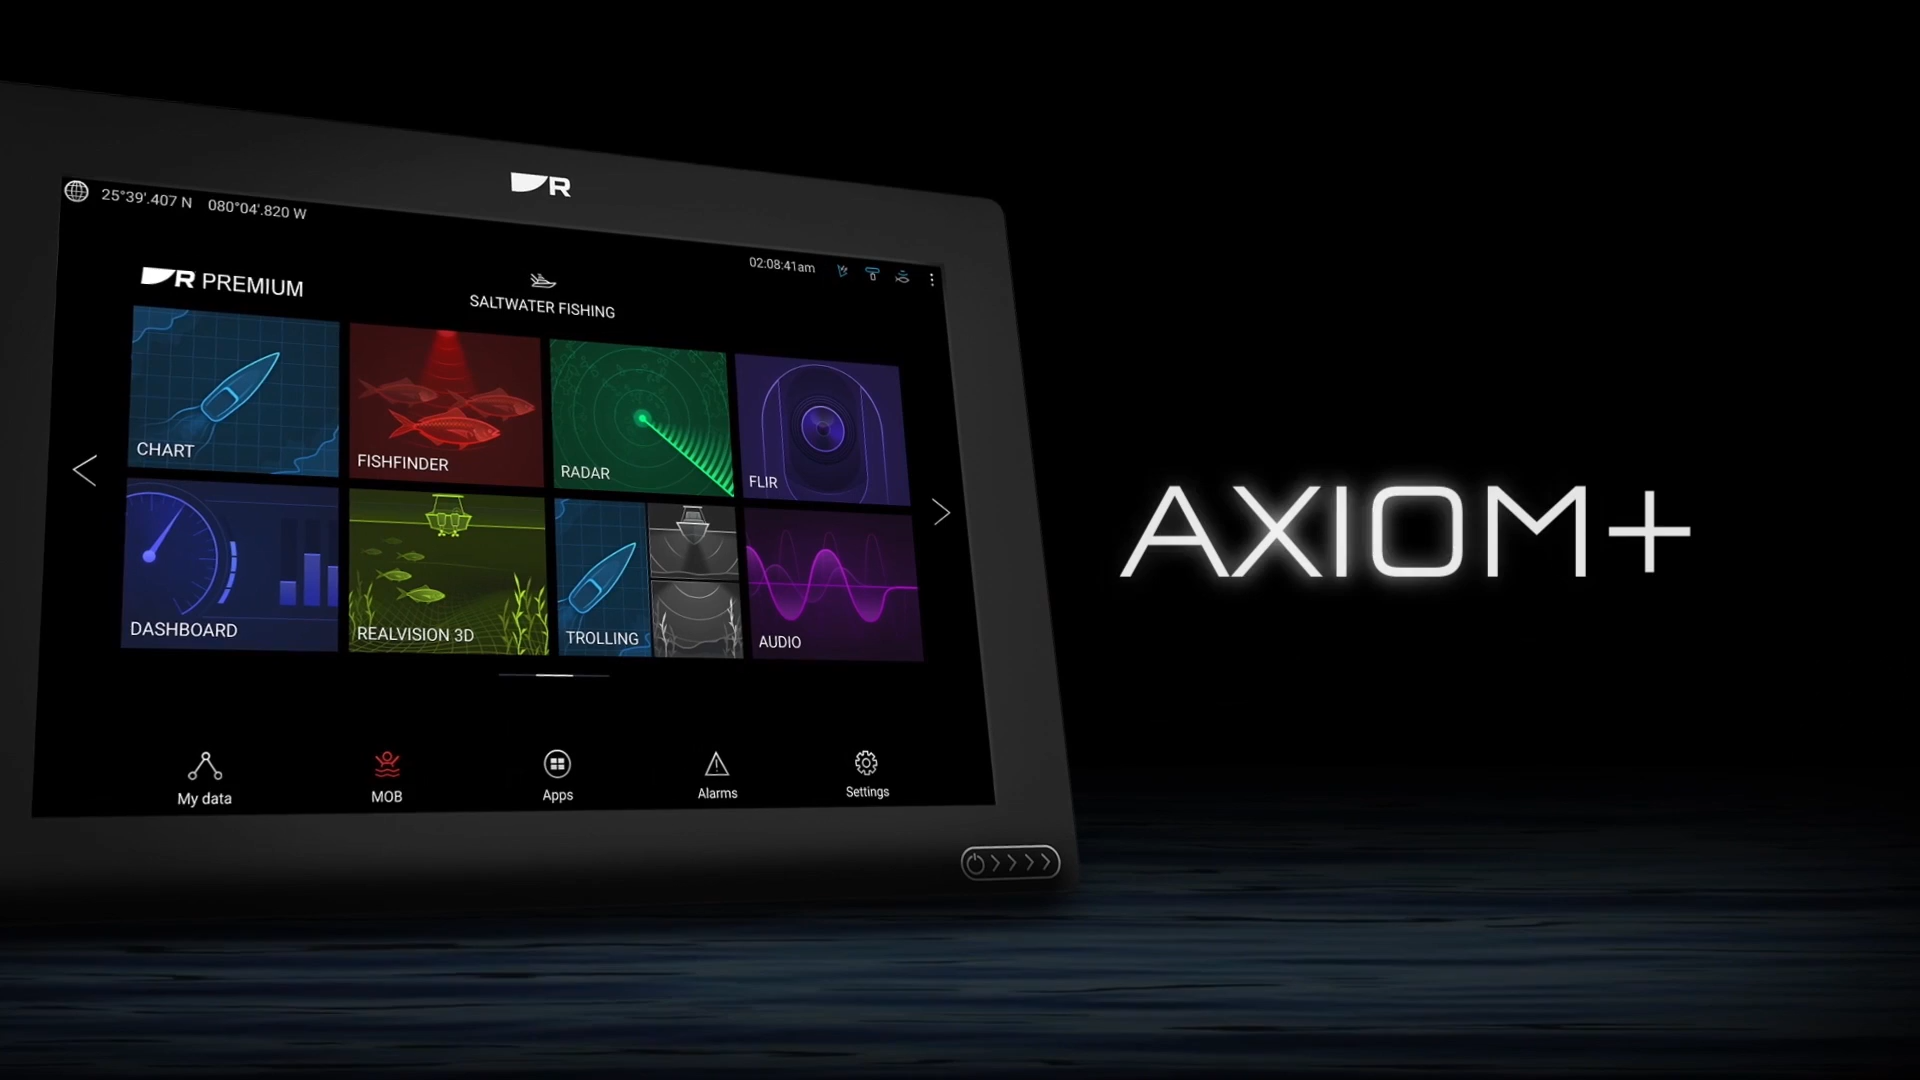 R
25°39'.407 N 080°04'.820 W
02:08:41am
R PREMIUM
SALTWATER FISHING
CHART
FISHFINDER
RADAR
FLIR
DASHBOARD
REALVISION 3D
TROLLING
AUDIO
My data
MOB
Apps
Alarms
Settings
AXIOM+